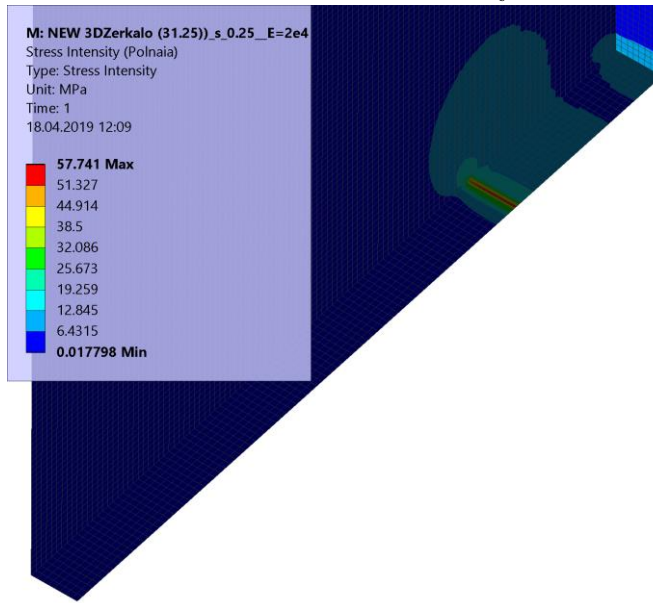 M: NEW 3DZerkalo (31.25))_s_0.25__E=2e4
Stress Intensity (Polnaia)
Type: Stress Intensity
Unit: MPa
Time: 1
18.04.2019 12:09
57.741 Max
51.327
44.914
38.5
32.086
25.673
19.259
12.845
6.4315
0.017798 Min